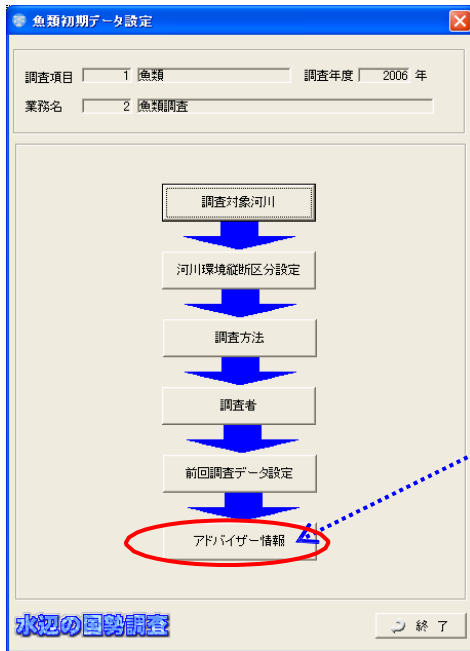 魚類初期データ設定
調査項目 1 魚類 調査年度 2006 年
業務名 2 魚類調査
調査対象河川
河川環境縦断区分設定
調査方法
調査者
前回調査データ設定
アドバイザー情報
水辺の国勢調査 終 了